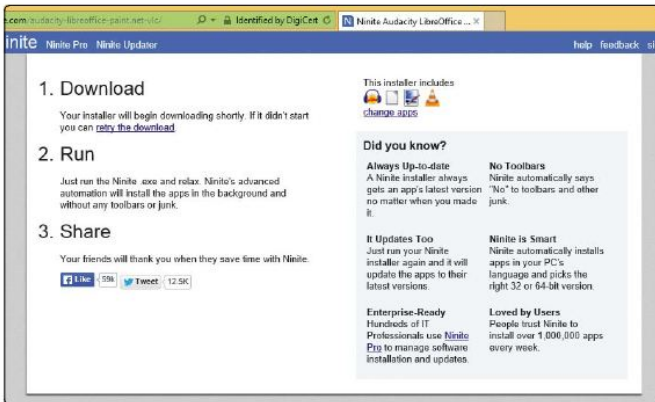 e.com/audacity-libreoffice-paint.net-vlc/
Identified by DigiCert
Ninite Audacity LibreOffice ...
inite Ninite Pro Ninite Updater
help feedback
1. Download
Your installer will begin downloading shortly. If it didn't start
you can retry the download.
2. Run
Just run the Ninite .exe and relax. Ninite's advanced
automation will install the apps in the background and
without any toolbars or junk.
3. Share
Your friends will thank you when they save time with Ninite.
Like
Tweet 12.5K
This installer includes
change apps
Did you know?
Always Up-to-date
A Ninite installer always
gets an app's latest version
no matter when you made
it.
No Toolbars
Ninite automatically says
"No" to toolbars and other
junk.
It Updates Too
Just run your Ninite
installer again and it will
update the apps to their
latest versions.
Ninite is Smart
Ninite automatically installs
apps in your PC's
language and picks the
right 32 or 64-bit version.
Enterprise-Ready
Hundreds of IT
Professionals use Ninite
Pro to manage software
installation and updates.
Loved by Users
People trust Ninite to
install over 1,000,000 apps
every week.